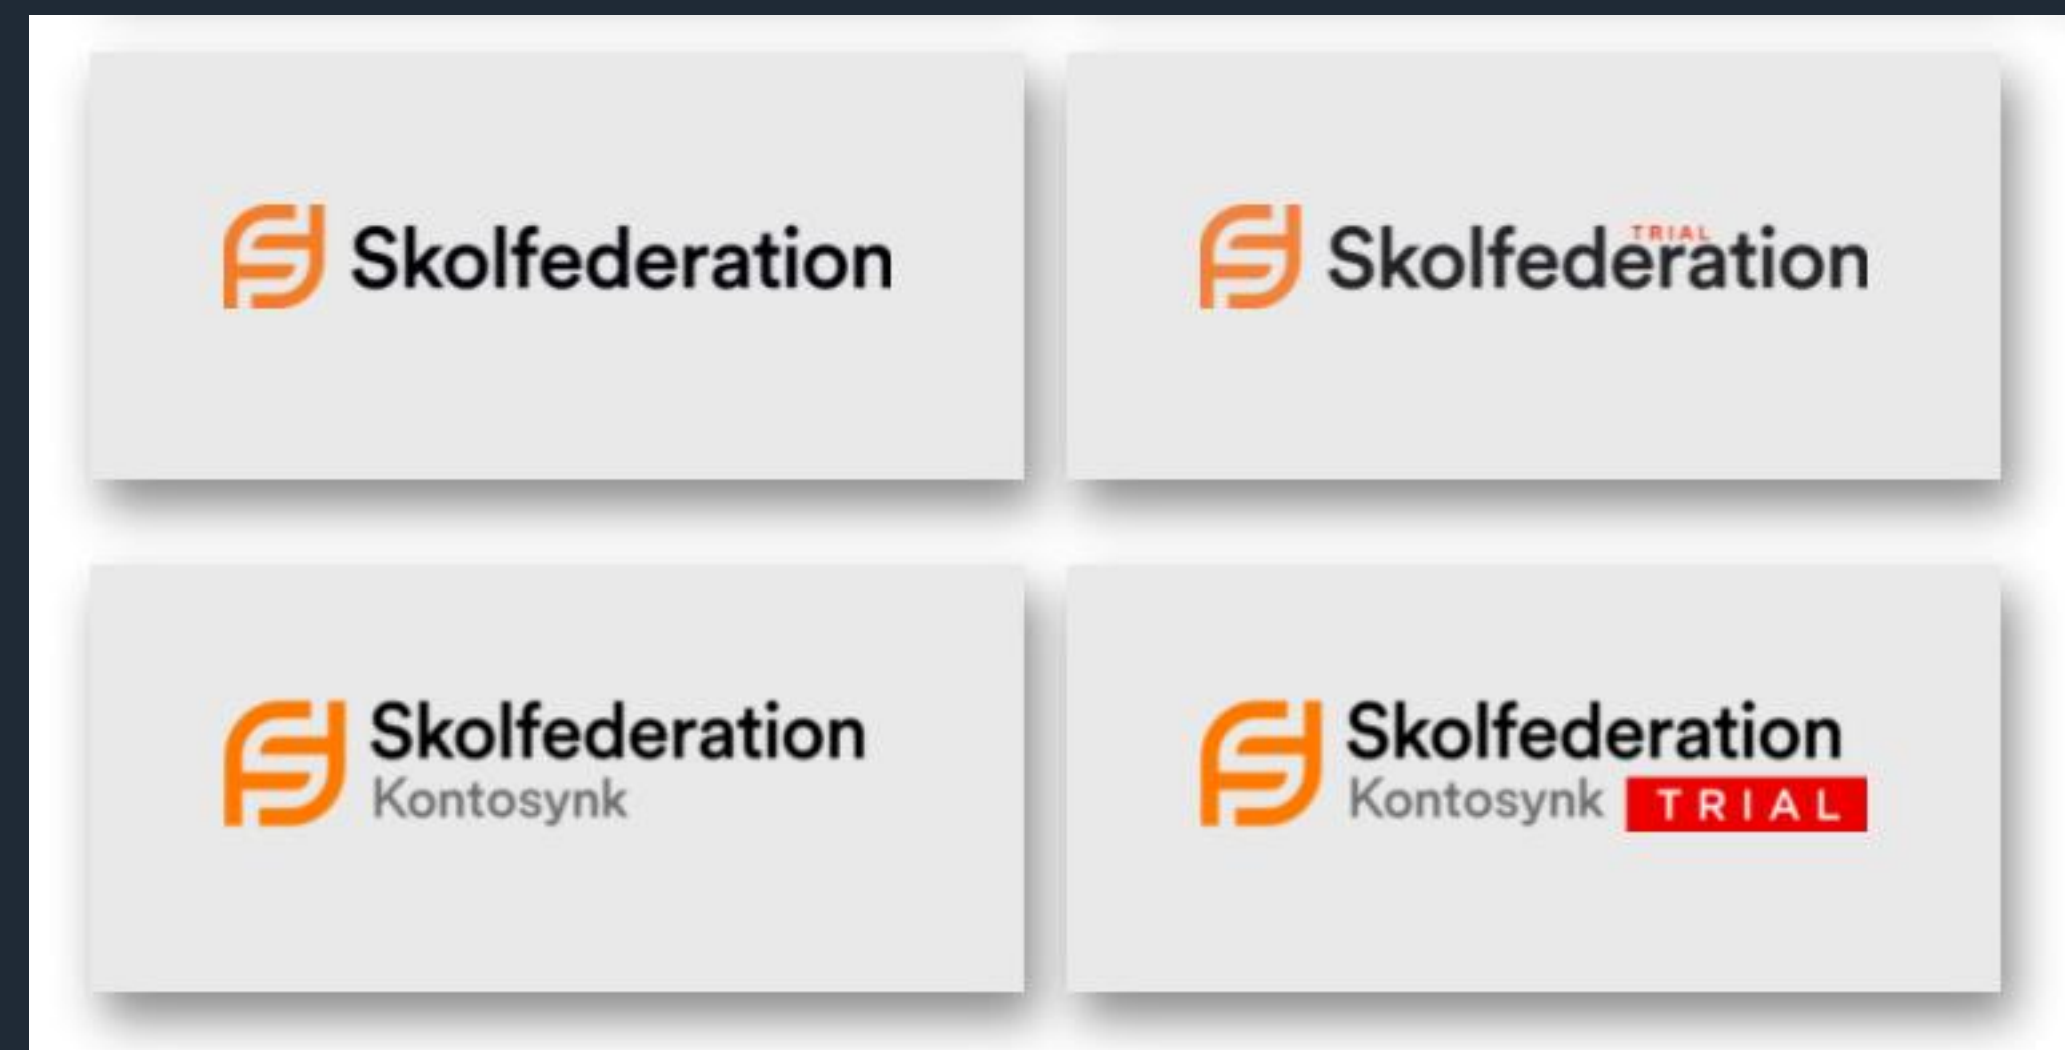 Skolfederation
TRIAL
Skolfederation
Skolfederation
Kontosynk
Skolfederation
Kontosynk TRIAL